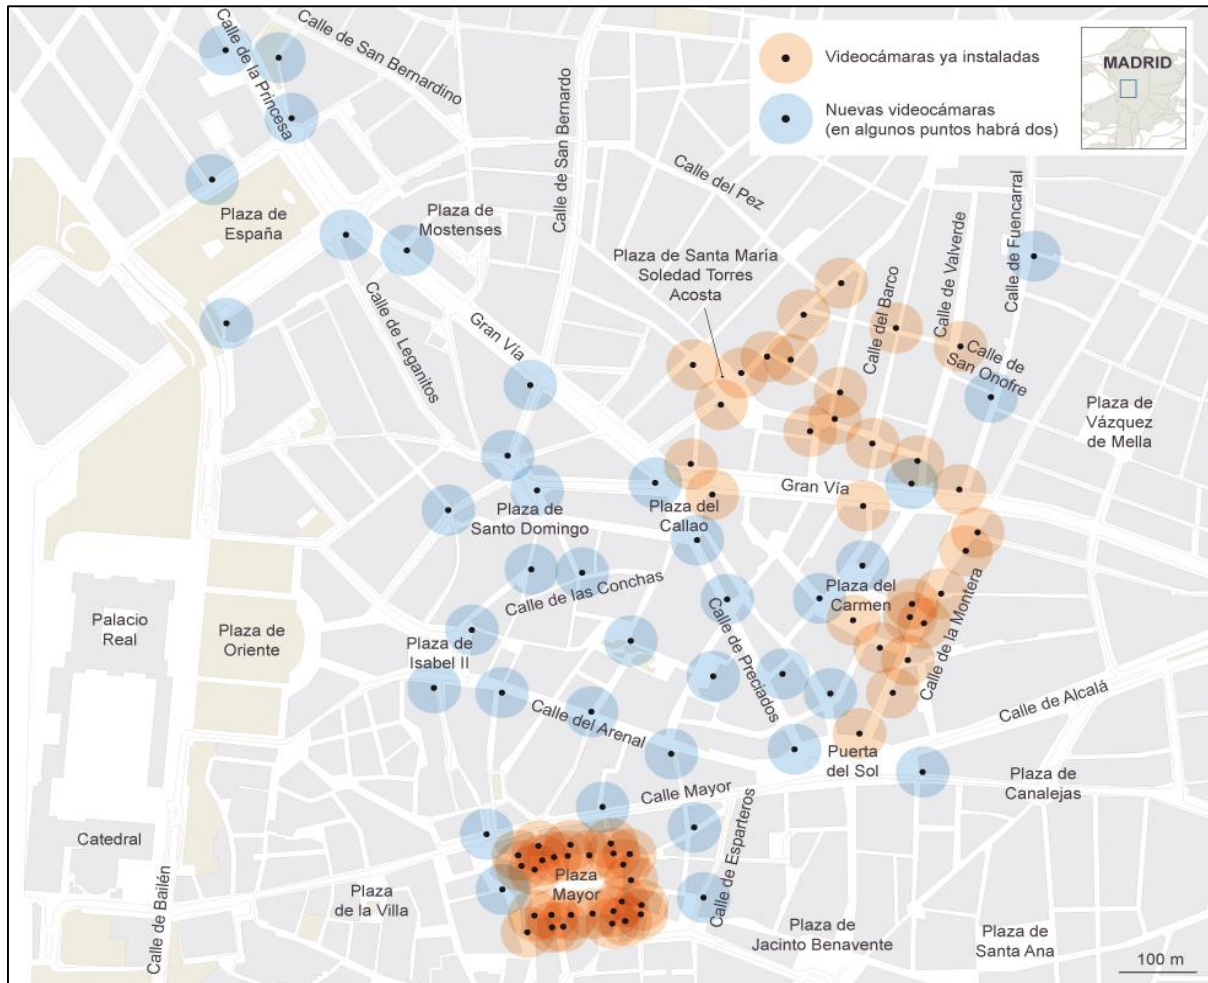 Videocámaras ya instaladas
Nuevas videocámaras
(en algunos puntos habrá dos)
MADRID
Calle de la Princesa
Calle de San Bernardino
Calle de San Bernardo
Calle del Pez
Plaza de
España
Plaza de
Mostenses
Plaza de Santa María
Soledad Torres
Acosta
Calle del Barco
Calle de Valverde
Calle de Fuencarral
Calle de Leganitos
Gran Vía
Calle de
San Onofre
Plaza de
Vázquez
de Mella
Gran Vía
Plaza de
Santo Domingo
Plaza del
Callao
Calle de las Conchas
Plaza del
Carmen
Calle de la Montera
Palacio
Real
Plaza de
Oriente
Plaza de
Isabel II
Calle de Preciados
Calle del Arenal
Calle de Alcalá
Puerta
del Sol
Plaza de
Canalejas
Calle Mayor
Calle de Esparteros
Catedral
Calle de Bailén
Plaza
de la Villa
Plaza
Mayor
Plaza de
Jacinto Benavente
Plaza de
Santa Ana
100 m